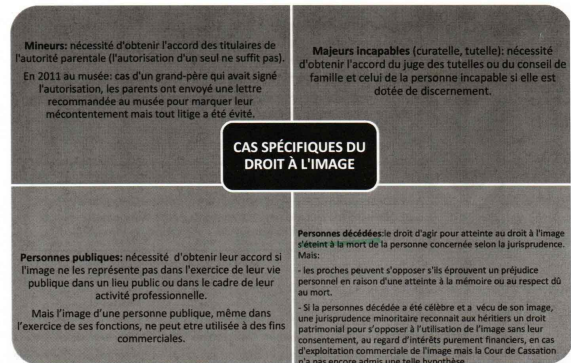 Mineurs: nécessité d'obtenir l'accord des titulaires de
l'autorité parentale (l'autorisation d'un seul ne suffit pas).
En 2011 au musée: cas d'un grand-père qui avait signé
l'autorisation, les parents ont envoyé une lettre
recommandée au musée pour marquer leur
mécontentement mais tout litige a été évité.
Majeurs incapables (curatelle, tutelle): nécessité
d'obtenir l'accord du juge des tutelles ou du conseil de
famille et celui de la personne incapable si elle est
dotée de discernement.
CAS SPÉCIFIQUES DU
DROIT À L'IMAGE
Personnes publiques: nécessité d'obtenir leur accord si
l'image ne les représente pas dans l'exercice de leur vie
publique dans un lieu public ou dans le cadre de leur
activité professionnelle.
Mais l'image d'une personne publique, même dans
l'exercice de ses fonctions, ne peut etre utilisée à des fins
commerciales.
Personnes décédées:le droit d'agir pour atteinte au droit à l'image
s'éteint à la mort de la personne concernée selon la jurisprudence.
Mais:
- les proches peuvent s'opposer s'ils éprouvent un préjudice
personnel en raison d'une atteinte à la mémoire ou au respect dû
au mort.
- Si la personne décédée a été célèbre et a vécu de son image,
une jurisprudence minoritaire reconnait aux héritiers un droit
patrimonial pour s'opposer à l'utilisation de l'image sans leur
consentement, au regard d'intérêts purement financiers, en cas
d'exploitation commerciale de l'image mais la Cour de Cassation
n'a pas encore admis une telle hypothèse.